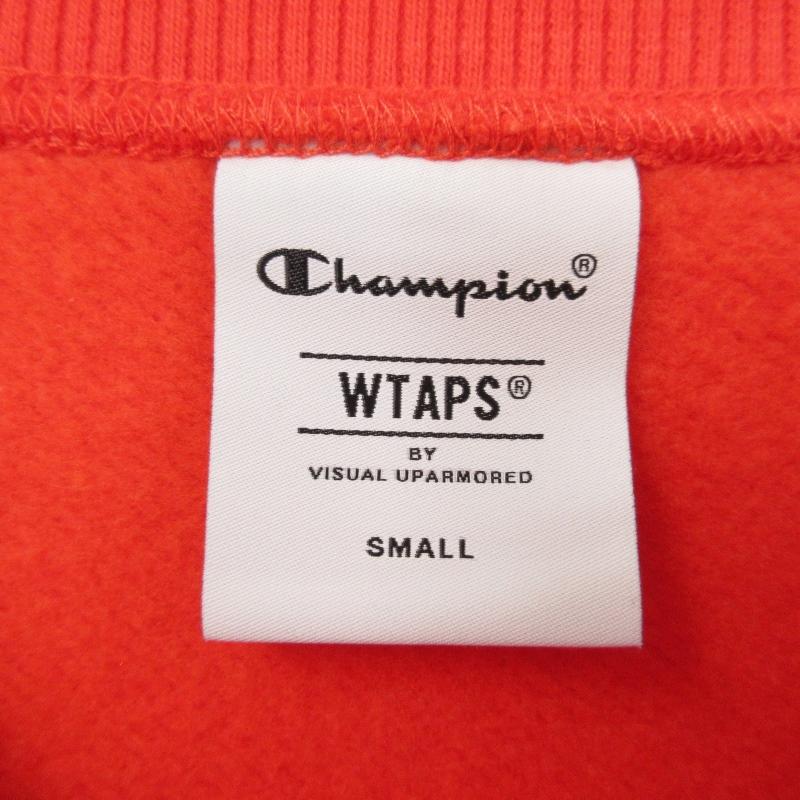 Champion®
WTAPS®
BY
VISUAL UPARMORED
SMALL